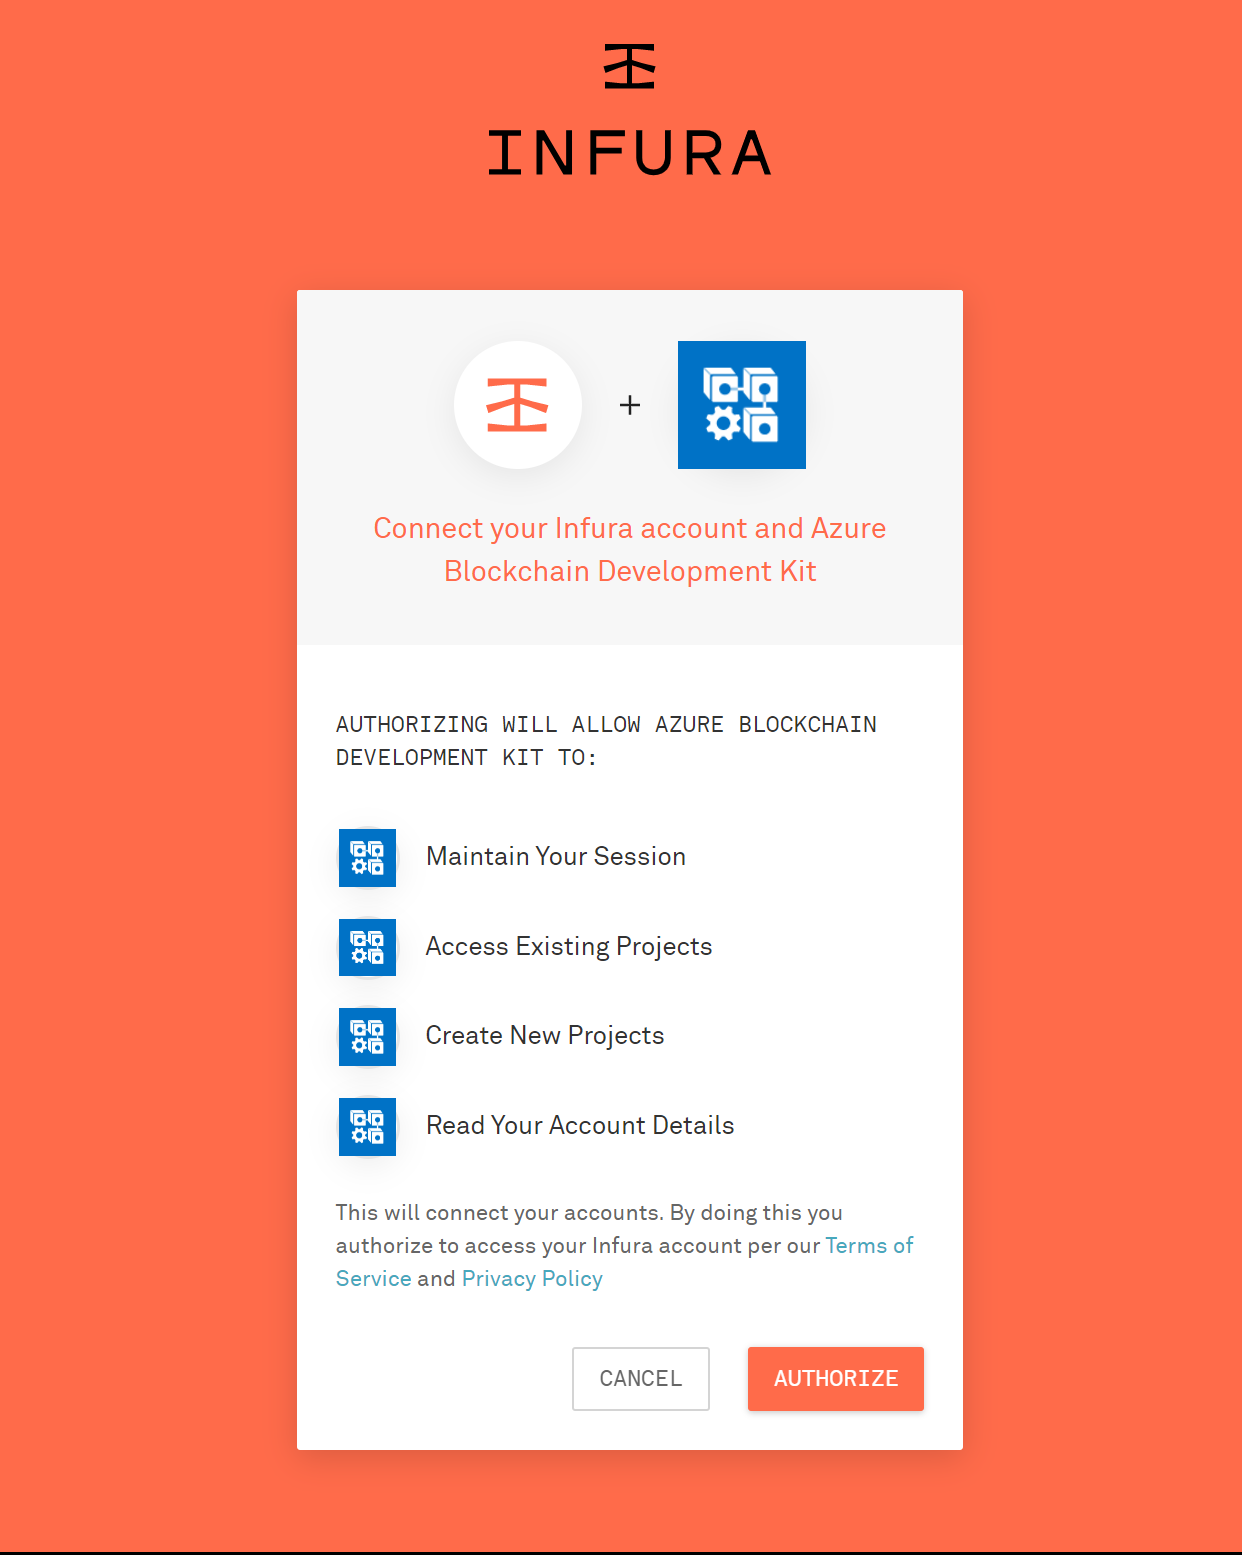 INFURA
+
Connect your Infura account and Azure
Blockchain Development Kit
AUTHORIZING WILL ALLOW AZURE BLOCKCHAIN
DEVELOPMENT KIT TO:
Maintain Your Session
Access Existing Projects
Create New Projects
Read Your Account Details
This will connect your accounts. By doing this you
authorize to access your Infura account per our Terms of
Service and Privacy Policy
CANCEL
AUTHORIZE